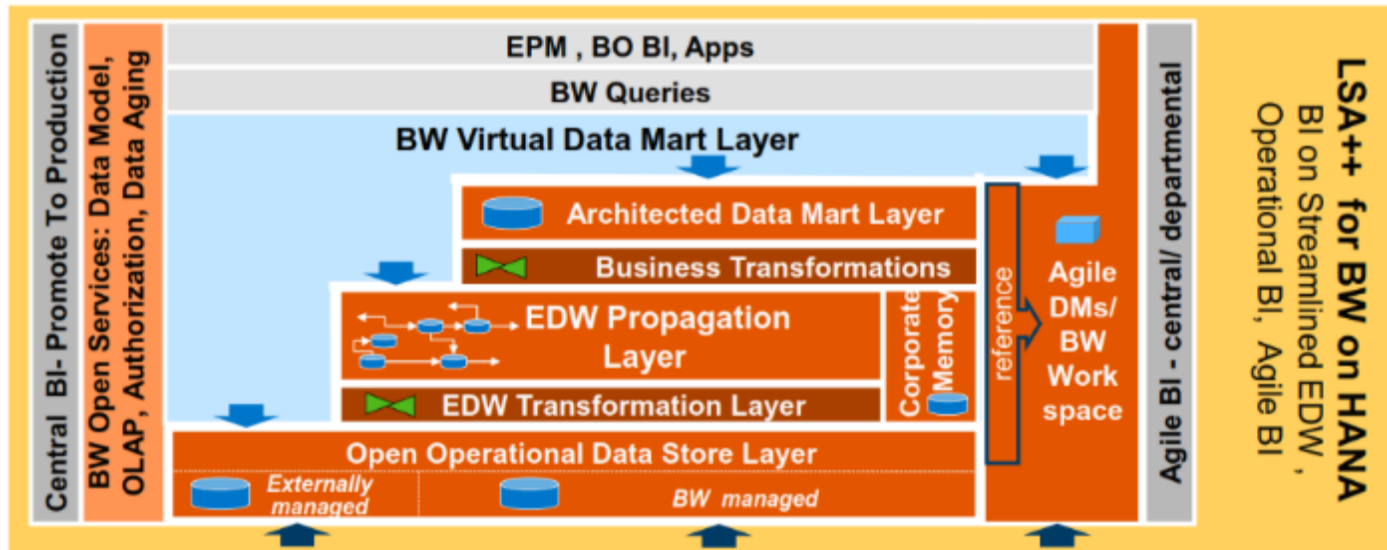 Central BI- Promote To Production
BW Open Services: Data Model,
OLAP, Authorization, Data Aging
EPM , BO BI, Apps
BW Queries
BW Virtual Data Mart Layer
Architected Data Mart Layer
Business Transformations
EDW Propagation
Layer
EDW Transformation Layer
Corporate
Memory
Open Operational Data Store Layer
Externally
managed
BW managed
reference
Agile
DMs/
BW
Work
space
Agile BI - central/ departmental
LSA++ for BW on HANA
BI on Streamlined EDW ,
Operational BI, Agile BI